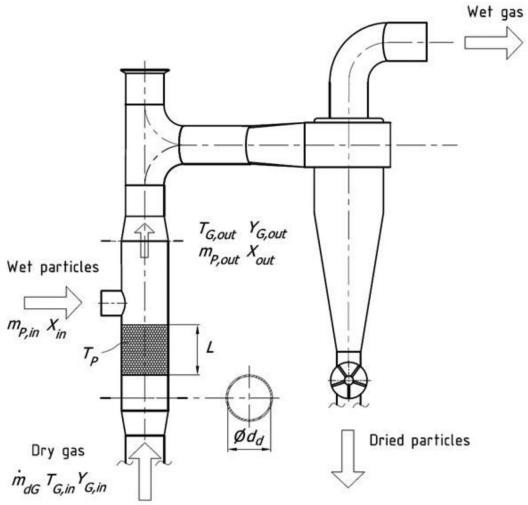 Wet gas
T_G,out Y_G,out
m_P,out X_out
Wet particles
m_P,in X_in
T_P
L
Ød_d
Dry gas
ṁ_dG T_G,in Y_G,in
Dried particles